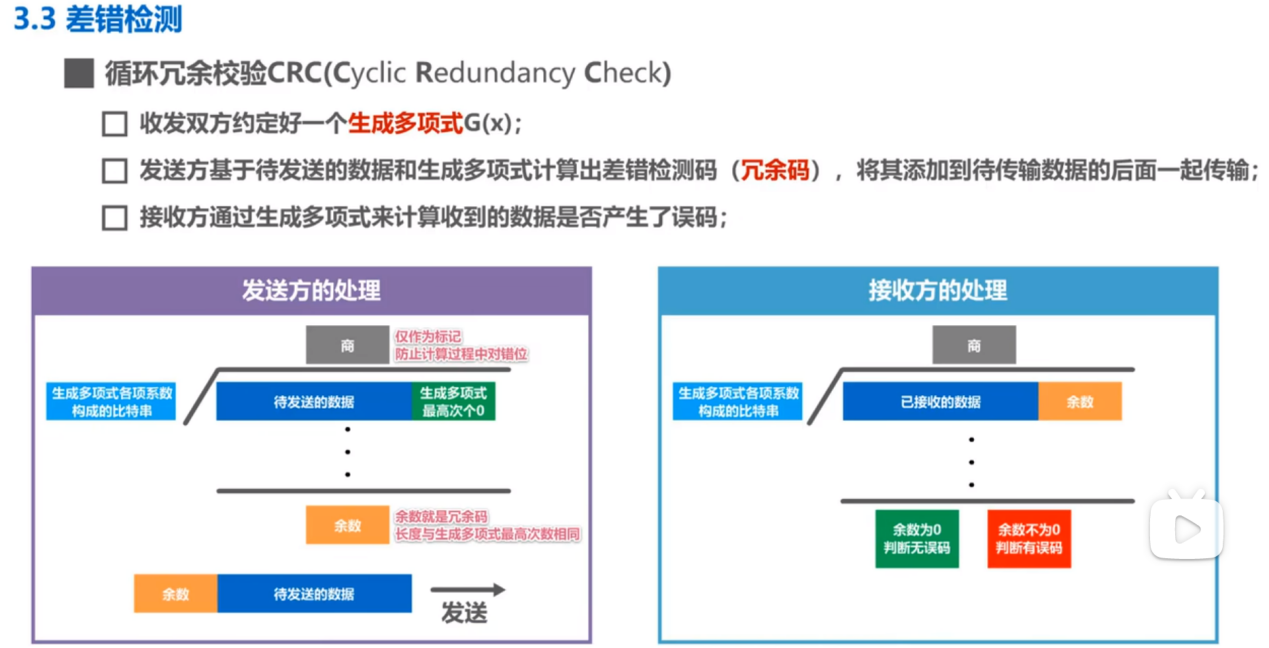 3.3 差错检测
循环冗余校验CRC(Cyclic Redundancy Check)
收发双方约定好一个生成多项式G(x)；
发送方基于待发送的数据和生成多项式计算出差错检测码（冗余码），将其添加到待传输数据的后面一起传输；
接收方通过生成多项式来计算收到的数据是否产生了误码；
发送方的处理
商
仅作为标记
防止计算过程中对错位
生成多项式各项系数
构成的比特串
待发送的数据
生成多项式
最高次个0
余数
余数就是冗余码
长度与生成多项式最高次数相同
余数
待发送的数据
发送
接收方的处理
商
生成多项式各项系数
构成的比特串
已接收的数据
余数
余数为0
判断无误码
余数不为0
判断有误码